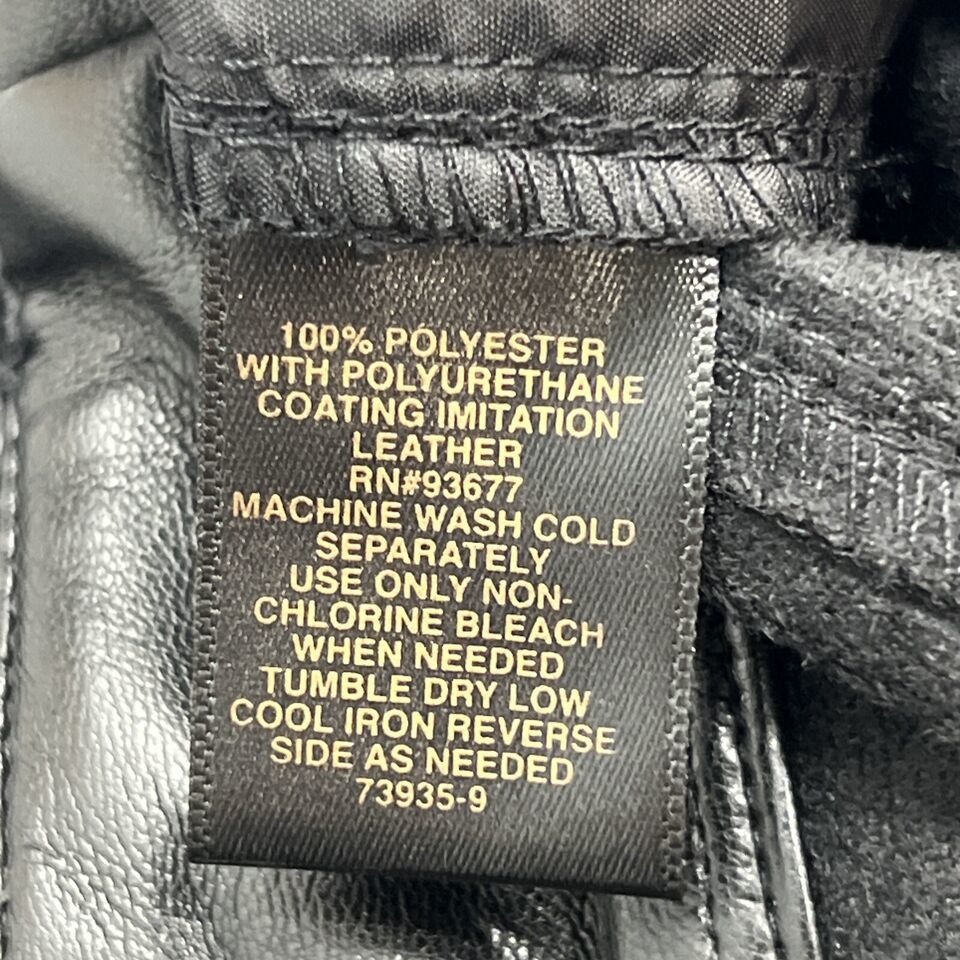 100% POLYESTER
WITH POLYURETHANE
COATING IMITATION
LEATHER
RN#93677
MACHINE WASH COLD
SEPARATELY
USE ONLY NON-
CHLORINE BLEACH
WHEN NEEDED
TUMBLE DRY LOW
COOL IRON REVERSE
SIDE AS NEEDED
73935-9